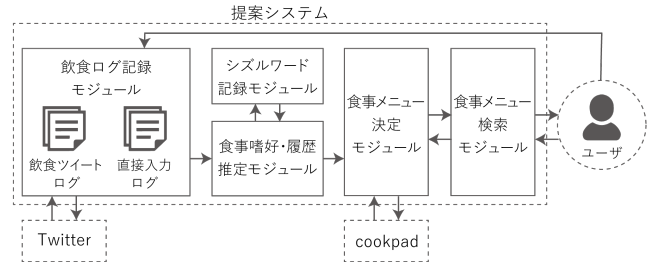 提案システム
飲食ログ記録
モジュール
飲食ツイート
ログ
直接入力
ログ
シズルワード
記録モジュール
食事嗜好・履歴
推定モジュール
食事メニュー
決定
モジュール
食事メニュー
検索
モジュール
ユーザ
Twitter
cookpad